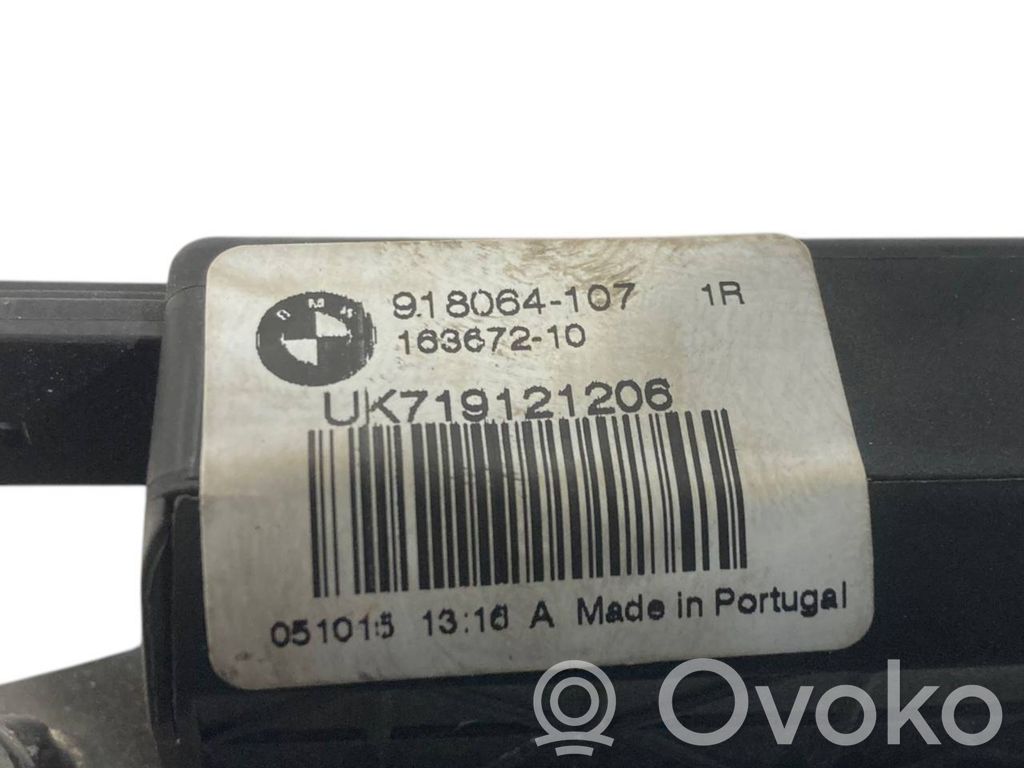 918064-107 1R
163672-10
UK719121206
051015 13:16 A Made in Portugal
Ovoko